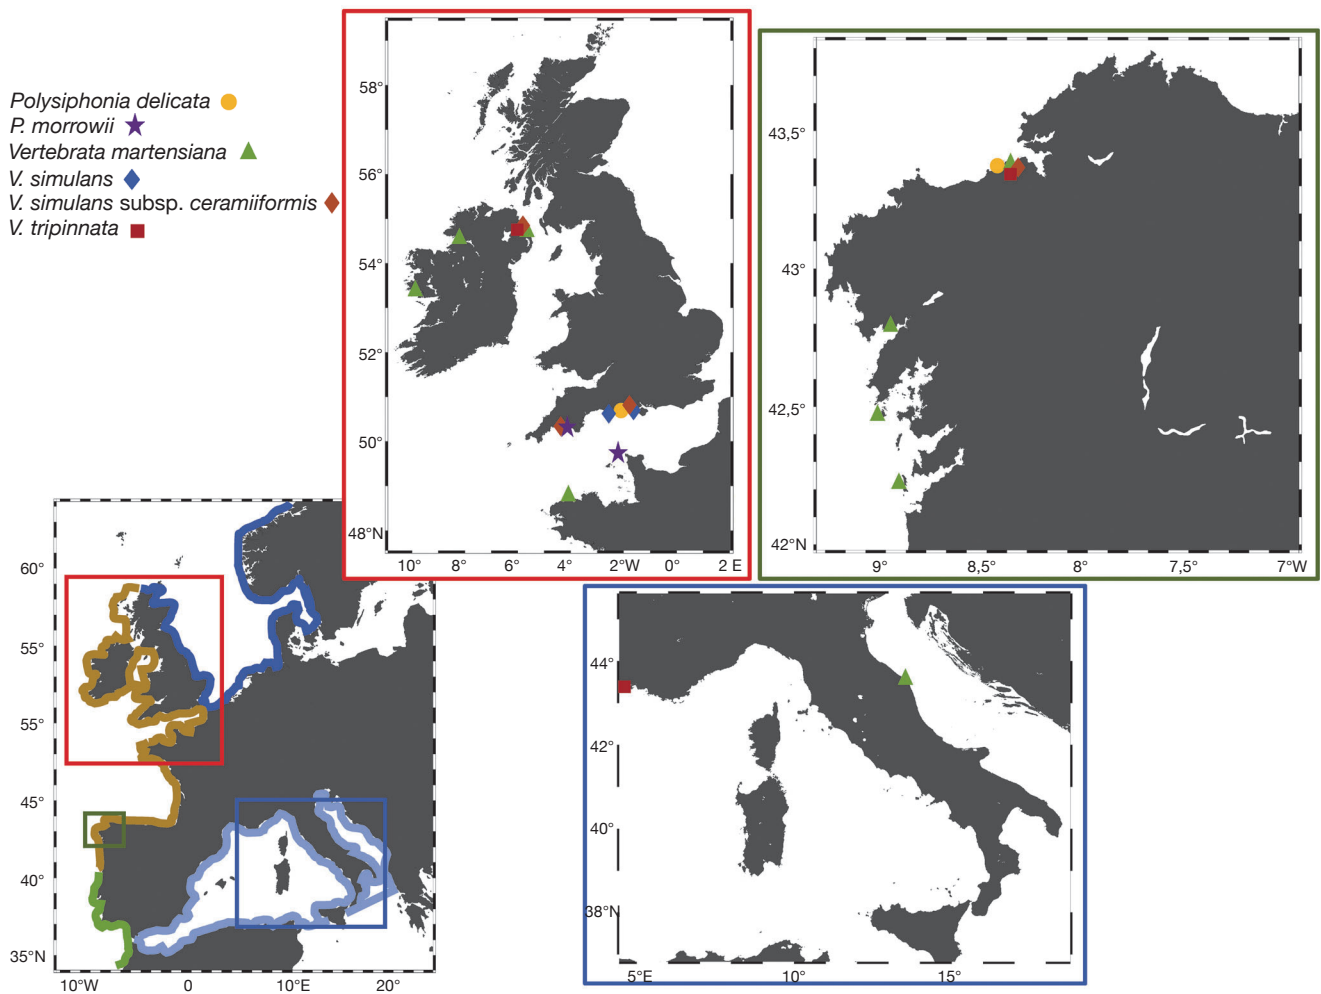 Polysiphonia delicata
P. morrowii
Vertebrata martensiana
V. simulans
V. simulans subsp. ceramiiformis
V. tripinnata
58°
56°
54°
52°
50°
48°N
10° 8° 6° 4° 2°W 0° 2 E
43,5°
43°
42,5°
42°N
9° 8,5° 8° 7,5° 7°W
60°
55°
55°
45°
40°
35°N
10°W 0 10°E 20°
44°
42°
40°
38°N
5°E 10° 15°